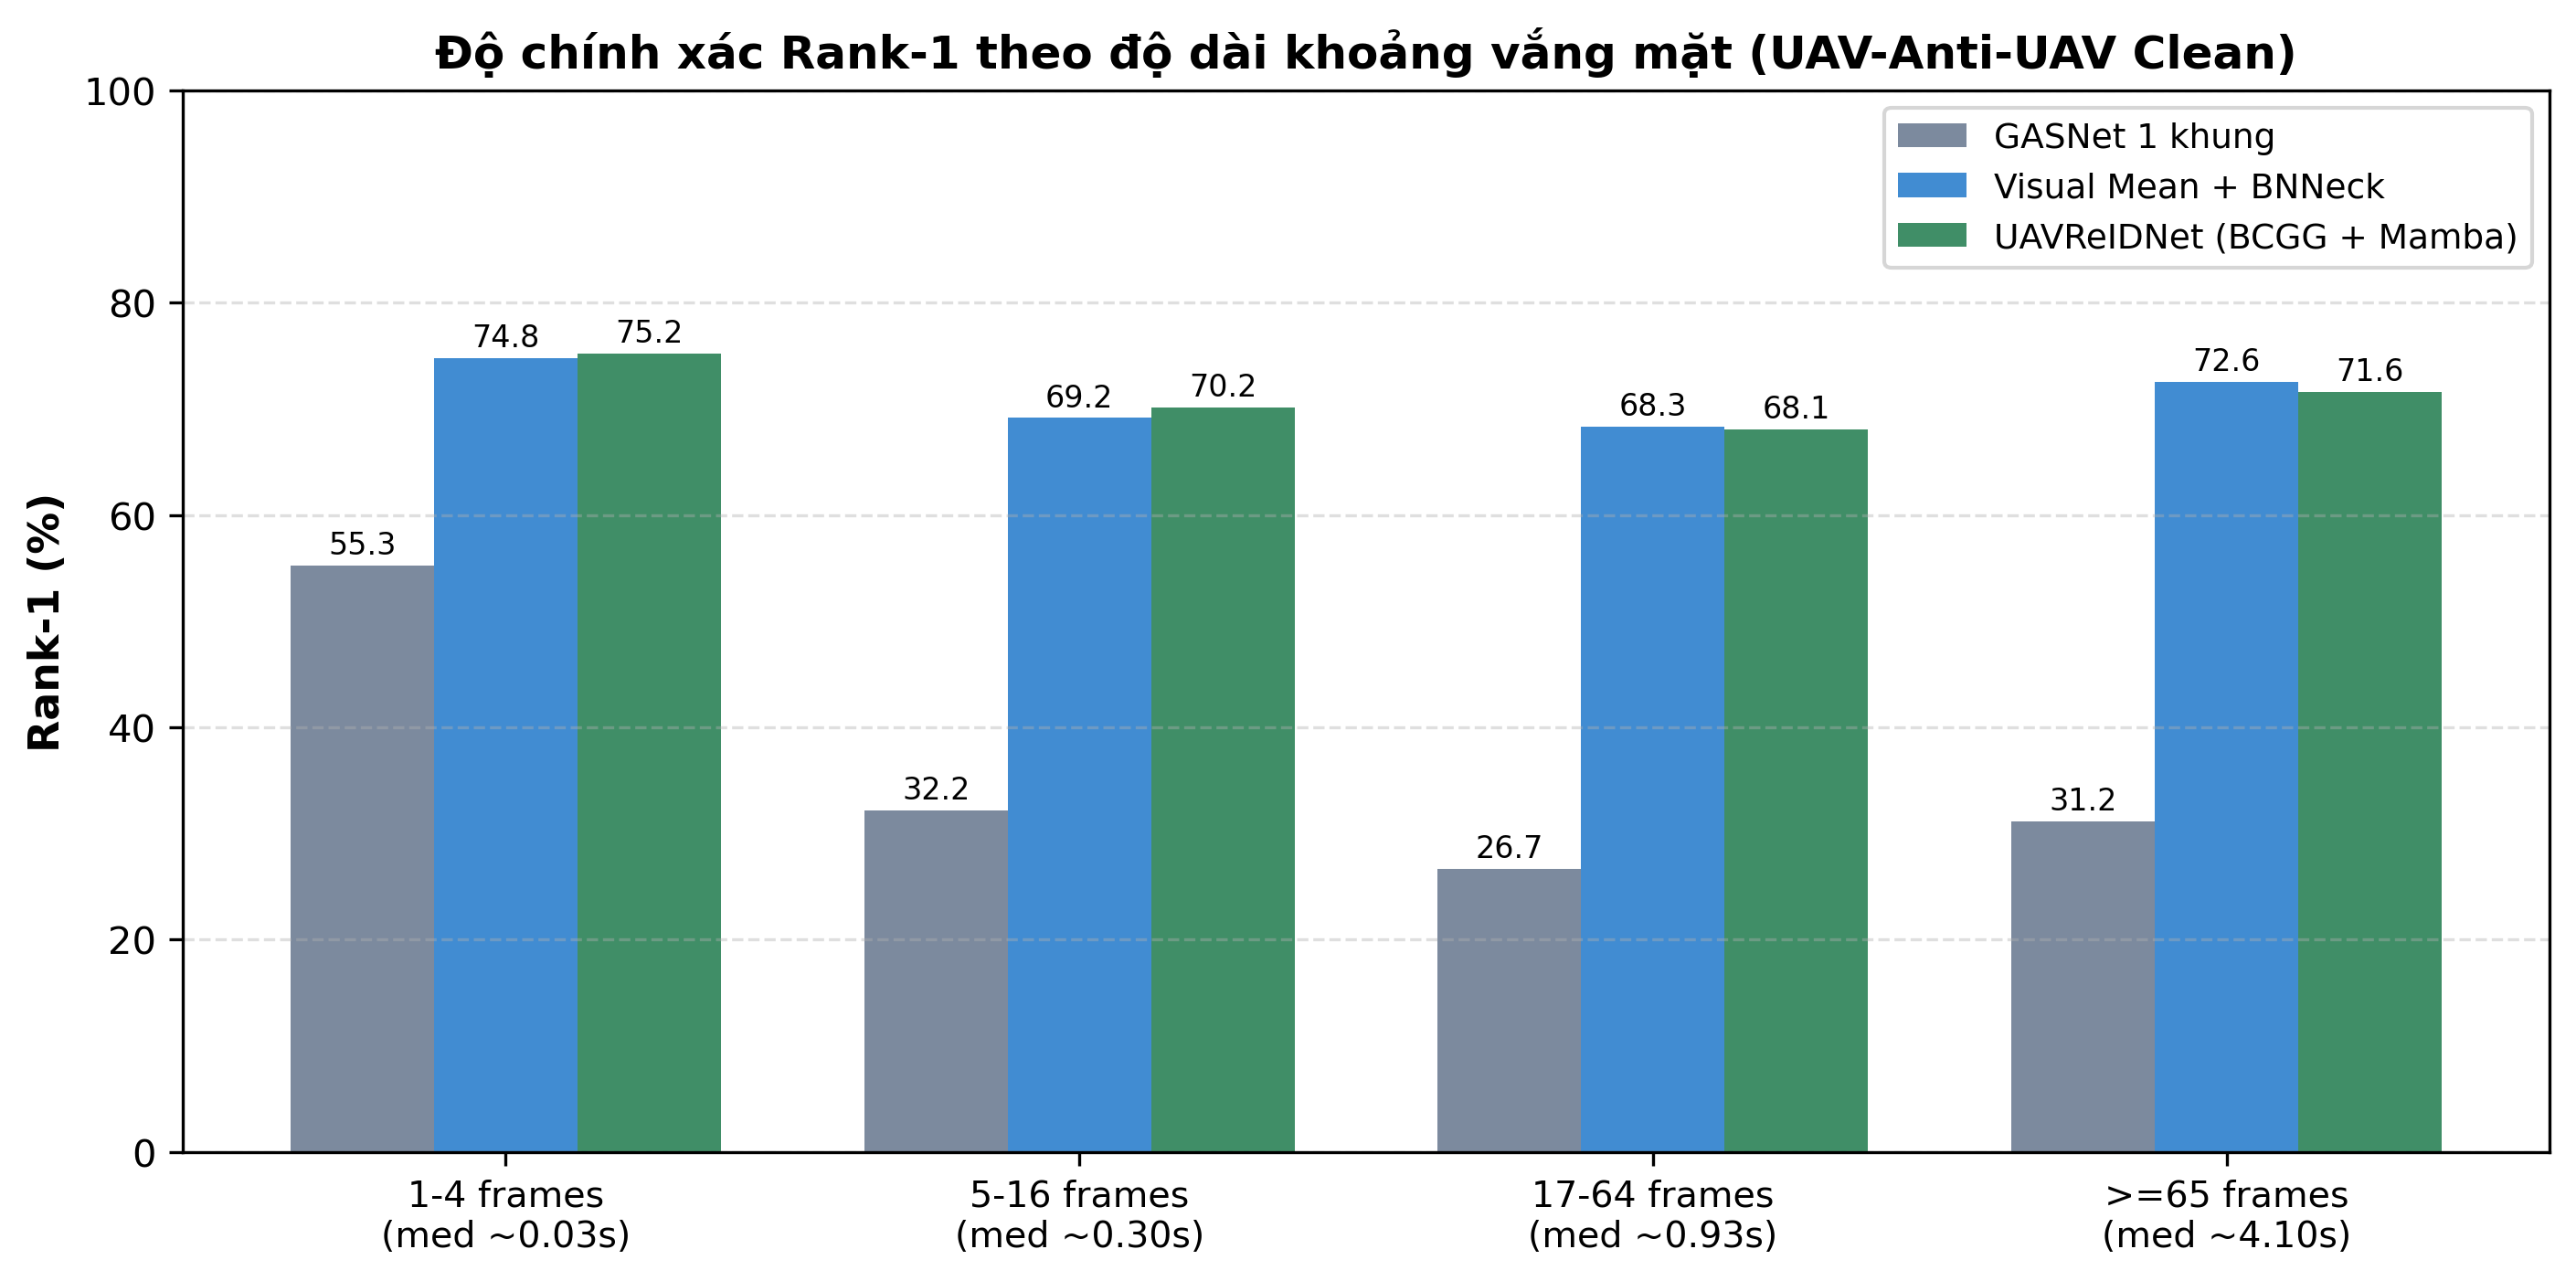 Độ chính xác Rank-1 theo độ dài khoảng vắng mặt (UAV-Anti-UAV Clean)
100
80
60
40
20
0
Rank-1 (%)
GASNet 1 khung
Visual Mean + BNNeck
UAVReIDNet (BCGG + Mamba)
55.3
74.8
75.2
32.2
69.2
70.2
26.7
68.3
68.1
31.2
72.6
71.6
1-4 frames
(med ~0.03s)
5-16 frames
(med ~0.30s)
17-64 frames
(med ~0.93s)
>=65 frames
(med ~4.10s)